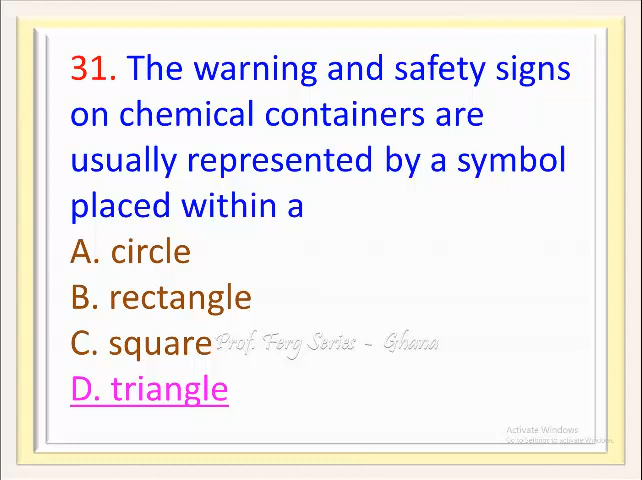 31. The warning and safety signs
on chemical containers are
usually represented by a symbol
placed within a
A. circle
B. rectangle
C. square
Prof. Ferg Series - Ghana
D. triangle
Activate Windows
Go to Settings to activate Windows.